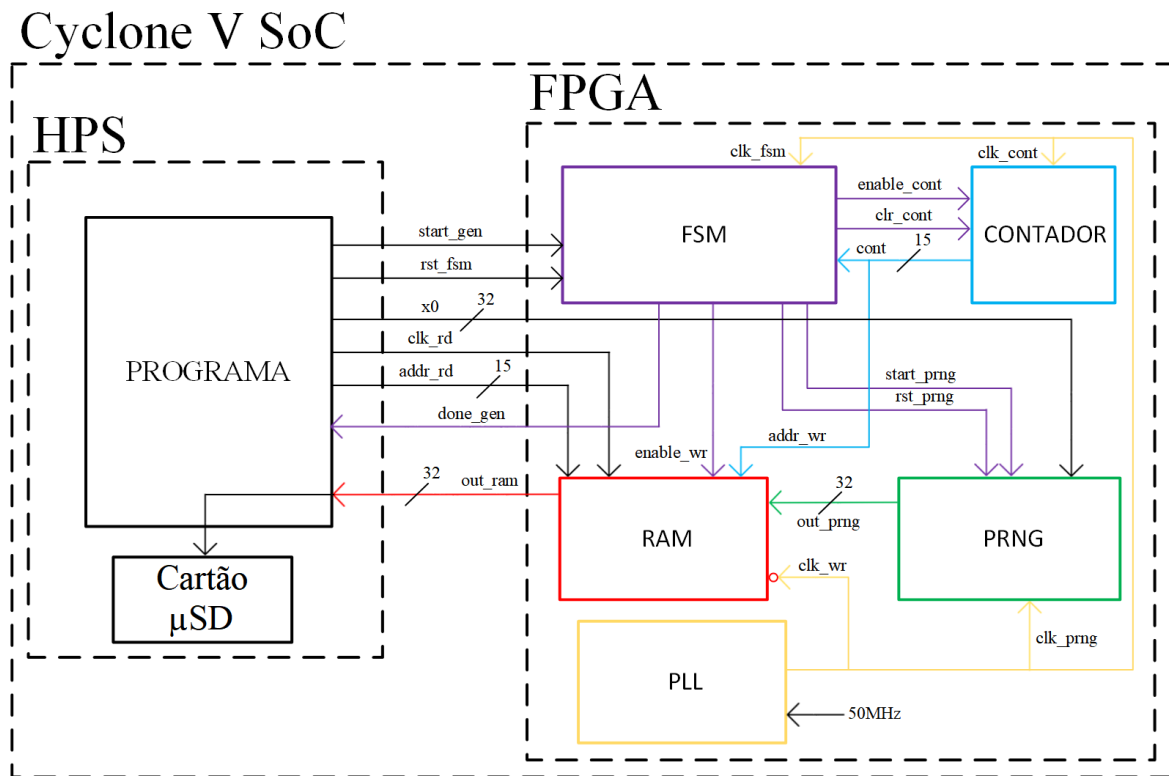 Cyclone V SoC
FPGA
HPS
clk_fsm
clk_cont
enable_cont
FSM
clr_cont
CONTADOR
start_gen
cont
15
rst_fsm
x0
32
clk_rd
PROGRAMA
addr_rd
15
start_prng
rst_prng
done_gen
addr_wr
enable_wr
32
out_ram
32
out_prng
RAM
PRNG
clk_wr
Cartão
µSD
clk_prng
PLL
50MHz